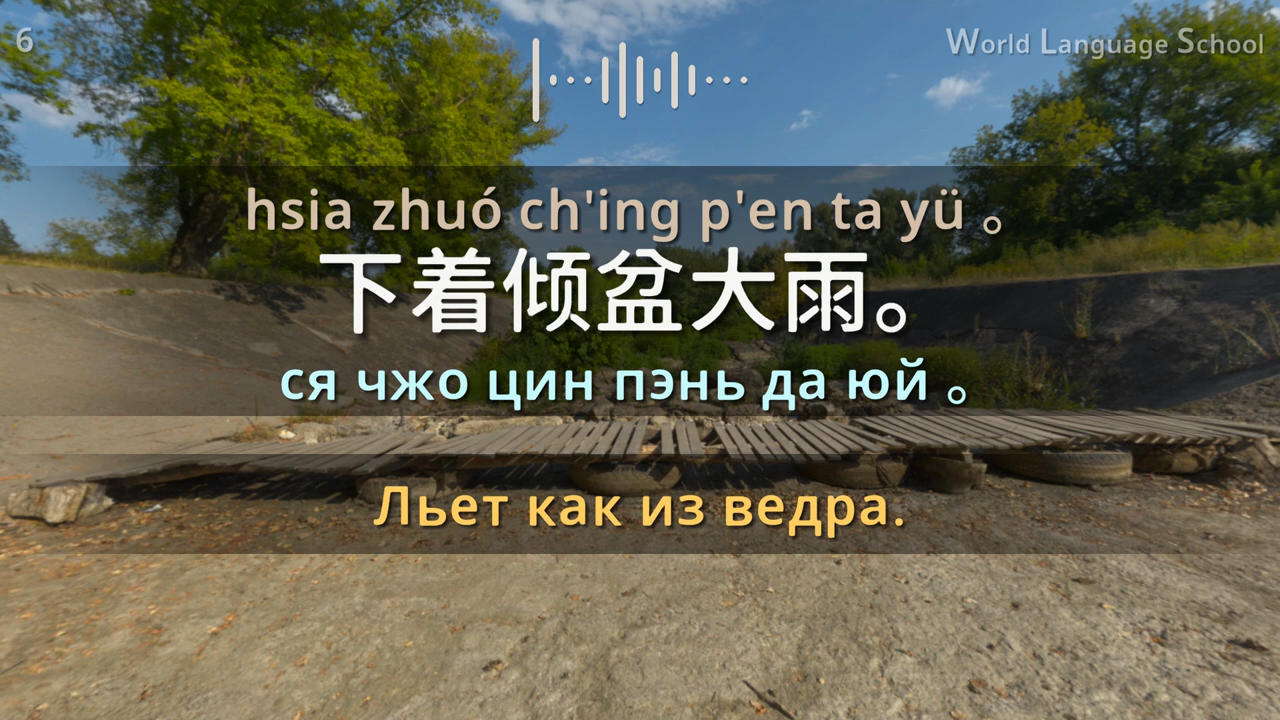 6
World Language School
hsia zhuó ch'ing p'en ta yü 。
下着倾盆大雨。
ся чжо цин пэнь да юй 。
Льет как из ведра.